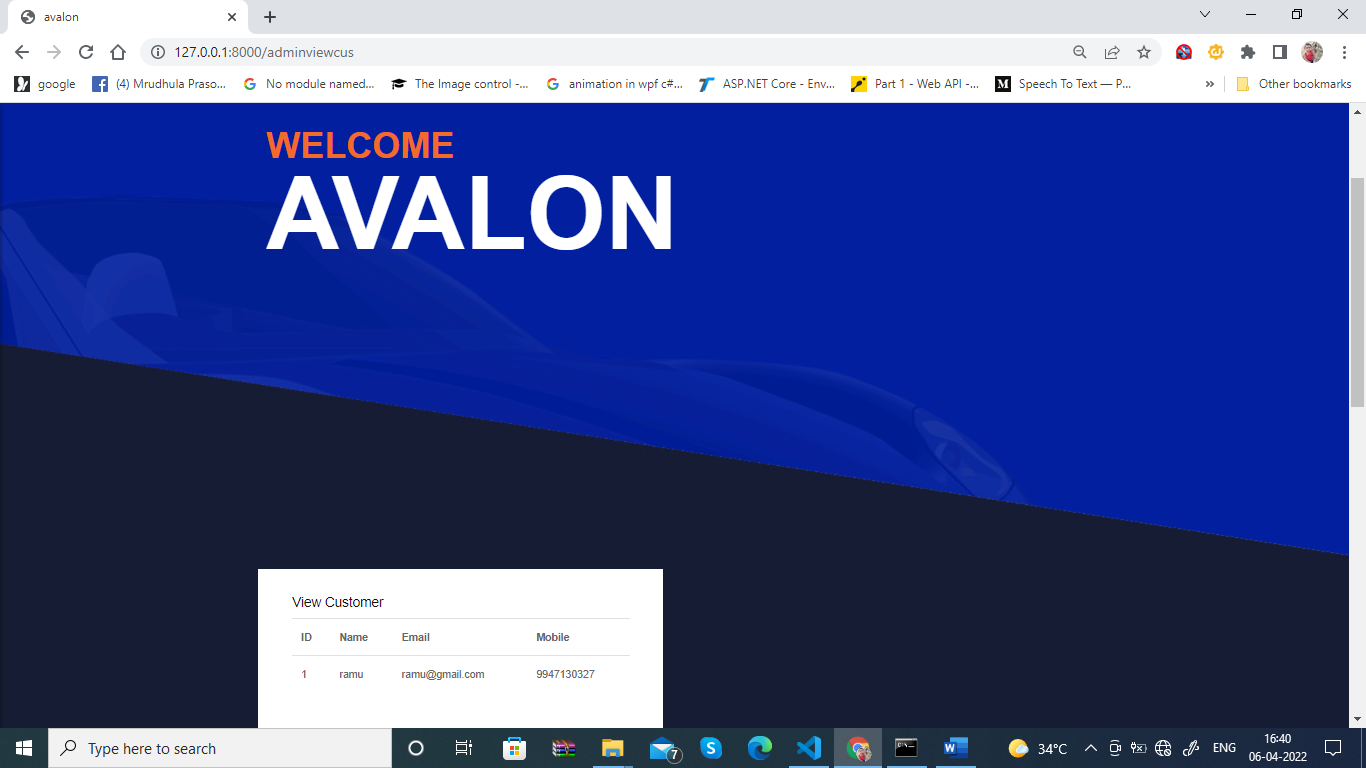 avalon
127.0.0.1:8000/adminviewcus
google
(4) Mrudhula Praso...
No module named...
The Image control -...
animation in wpf c#...
ASP.NET Core - Env...
Part 1 - Web API -...
Speech To Text — P...
»
Other bookmarks
WELCOME
AVALON
View Customer
ID Name Email Mobile
1 ramu ramu@gmail.com 9947130327
Type here to search
7
34°C
ENG
16:40
06-04-2022